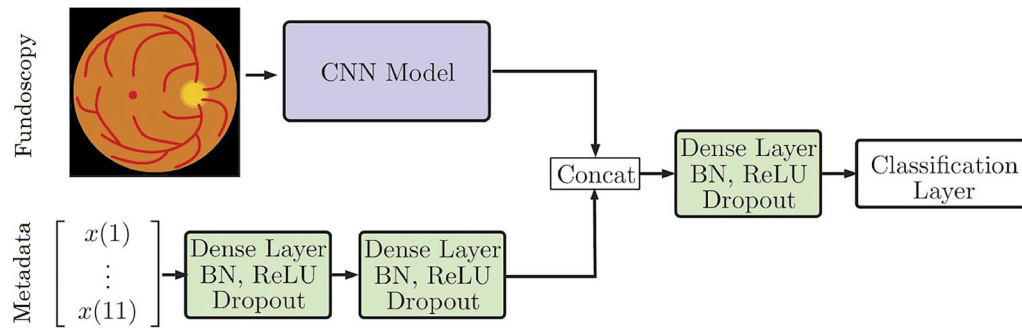 Fundoscopy
CNN Model
Concat
Dense Layer
BN, ReLU
Dropout
Classification
Layer
Metadata
x(1)
⋮
x(11)
Dense Layer
BN, ReLU
Dropout
Dense Layer
BN, ReLU
Dropout